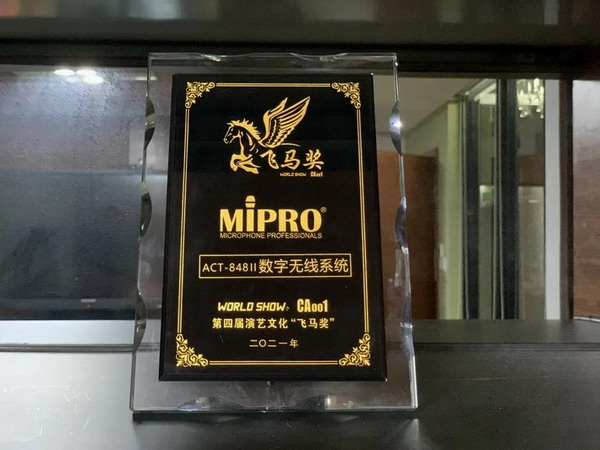 飞马奖
WORLD SHOW CA001
MIPRO®
MICROPHONE PROFESSIONALS
ACT-848II数字无线系统
WORLD SHOW CA001
第四届演艺文化“飞马奖”
二〇二一年